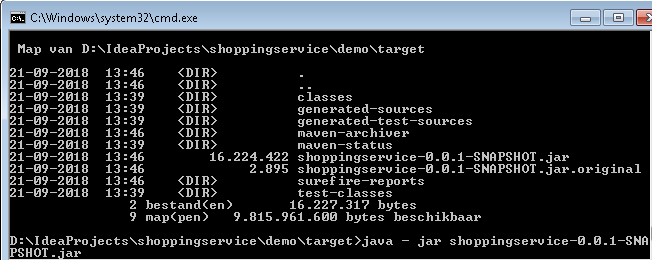 C:\Windows\system32\cmd.exe
Map van D:\IdeaProjects\shoppingservice\demo\target
21-09-2018  13:46    <DIR>          .
21-09-2018  13:46    <DIR>          ..
21-09-2018  13:39    <DIR>          classes
21-09-2018  13:39    <DIR>          generated-sources
21-09-2018  13:39    <DIR>          generated-test-sources
21-09-2018  13:46    <DIR>          maven-archiver
21-09-2018  13:39    <DIR>          maven-status
21-09-2018  13:46        16.224.422 shoppingservice-0.0.1-SNAPSHOT.jar
21-09-2018  13:46             2.895 shoppingservice-0.0.1-SNAPSHOT.jar.original
21-09-2018  13:46    <DIR>          surefire-reports
21-09-2018  13:39    <DIR>          test-classes
2 bestand(en)       16.227.317 bytes
9 map(pen)   9.815.961.600 bytes beschikbaar
D:\IdeaProjects\shoppingservice\demo\target>java - jar shoppingservice-0.0.1-SNA
PSHOT.jar